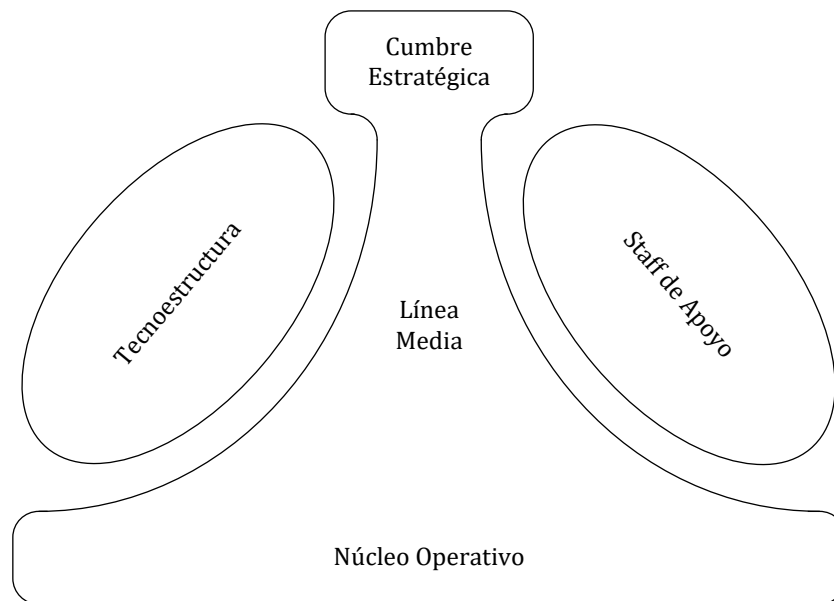 Cumbre
Estratégica
Tecnoestructura
Staff de Apoyo
Línea
Media
Núcleo Operativo